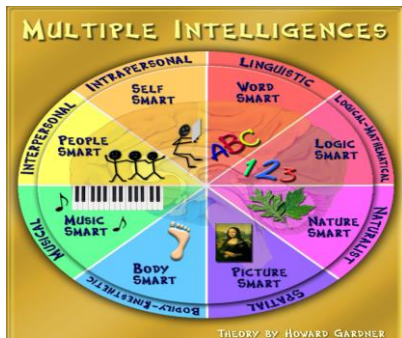 MULTIPLE INTELLIGENCES
INTRAPERSONAL
SELF
SMART
LINGUISTIC
WORD
SMART
LOGICAL-MATHEMATICAL
LOGIC
SMART
NATURALIST
NATURE
SMART
SPATIAL
PICTURE
SMART
BODILY-KINESTHETIC
BODY
SMART
MUSICAL
MUSIC
SMART
INTERPERSONAL
PEOPLE
SMART
ABC
123
THEORY BY HOWARD GARDNER